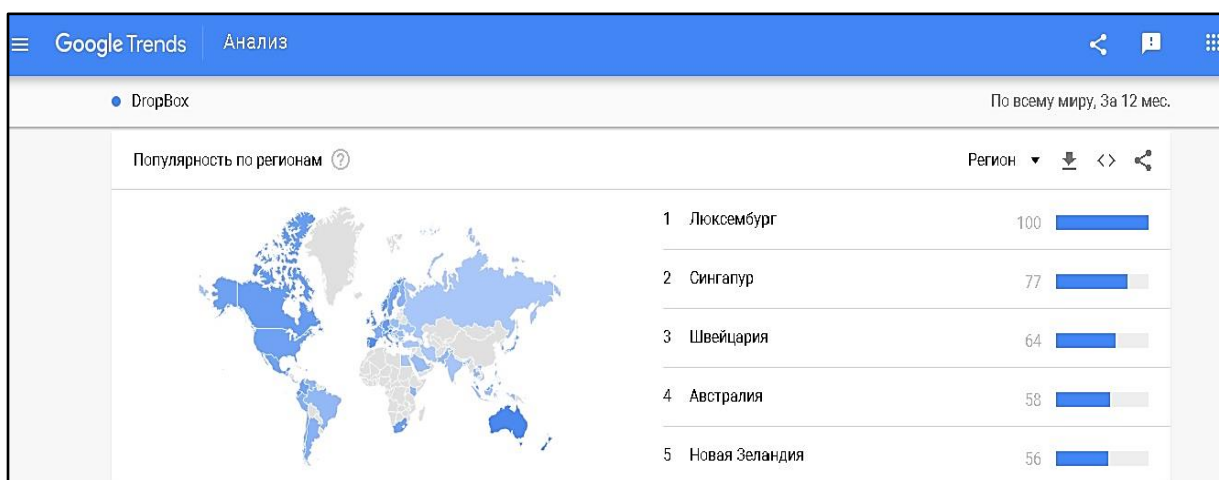 Google Trends Анализ
DropBox По всему миру, За 12 мес.
Популярность по регионам ? Регион
1 Люксембург 100
2 Сингапур 77
3 Швейцария 64
4 Австралия 58
5 Новая Зеландия 56